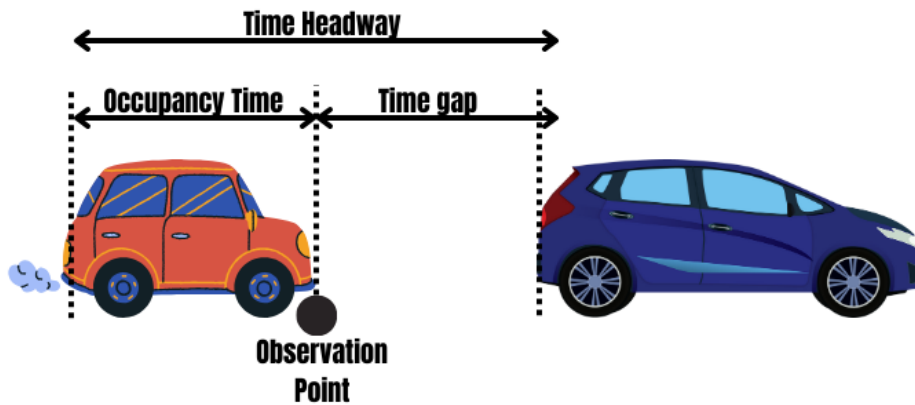 Time Headway
Occupancy Time
Time gap
Observation
Point